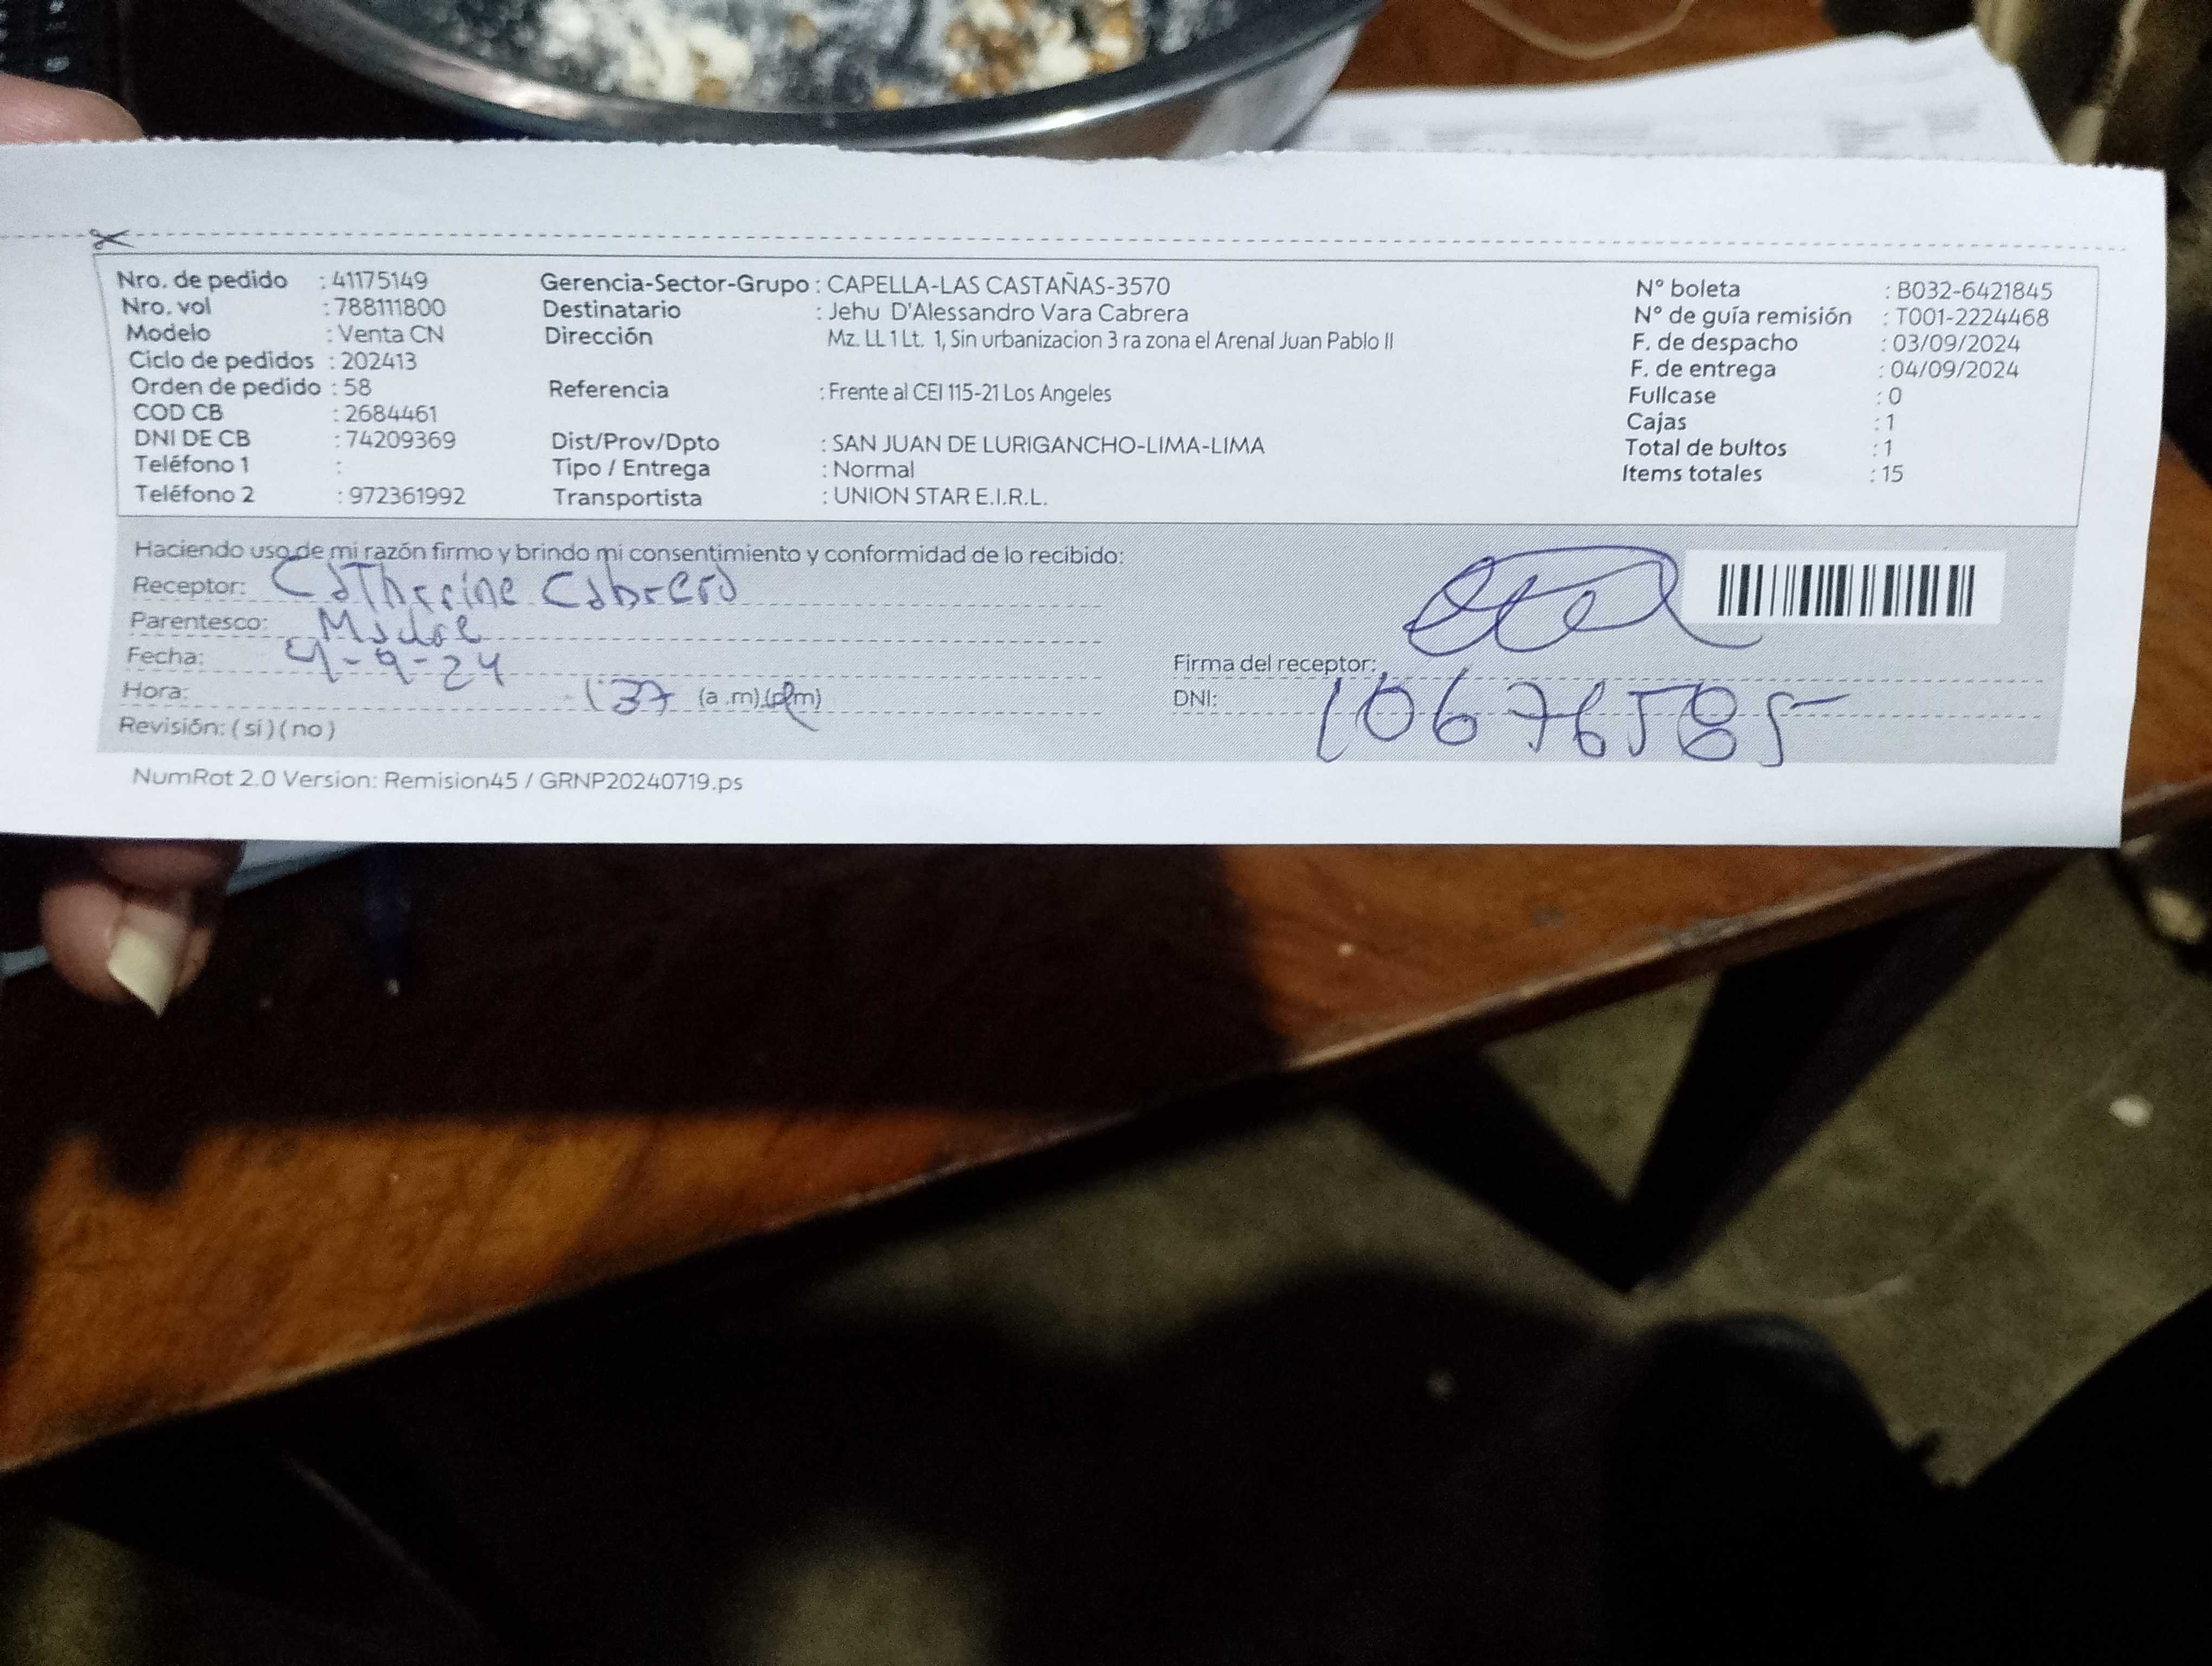 Nro. de pedido : 41175149
Nro. vol : 788111800
Modelo : Venta CN
Ciclo de pedidos : 202413
Orden de pedido : 58
COD CB : 2684461
DNI DE CB : 74209369
Teléfono 1 :
Teléfono 2 : 972361992
Gerencia-Sector-Grupo : CAPELLA-LAS CASTAÑAS-3570
Destinatario : Jehu D'Alessandro Vara Cabrera
Dirección Mz. LL 1 Lt. 1, Sin urbanizacion 3 ra zona el Arenal Juan Pablo II
Referencia : Frente al CEI 115-21 Los Angeles
Dist/Prov/Dpto : SAN JUAN DE LURIGANCHO-LIMA-LIMA
Tipo / Entrega : Normal
Transportista : UNION STAR E.I.R.L.
N° boleta : B032-6421845
N° de guía remisión : T001-2224468
F. de despacho : 03/09/2024
F. de entrega : 04/09/2024
Fullcase : 0
Cajas : 1
Total de bultos : 1
Items totales : 15
Haciendo uso de mi razón firmo y brindo mi consentimiento y conformidad de lo recibido:
Receptor: Catherine Cabrera
Parentesco: Madre
Fecha: 4-9-24
Hora: 1:37 (a.m)(pm)
Revisión: (si)(no)
Firma del receptor:
DNI: 10676585
NumRot 2.0 Version: Remision45 / GRNP20240719.ps